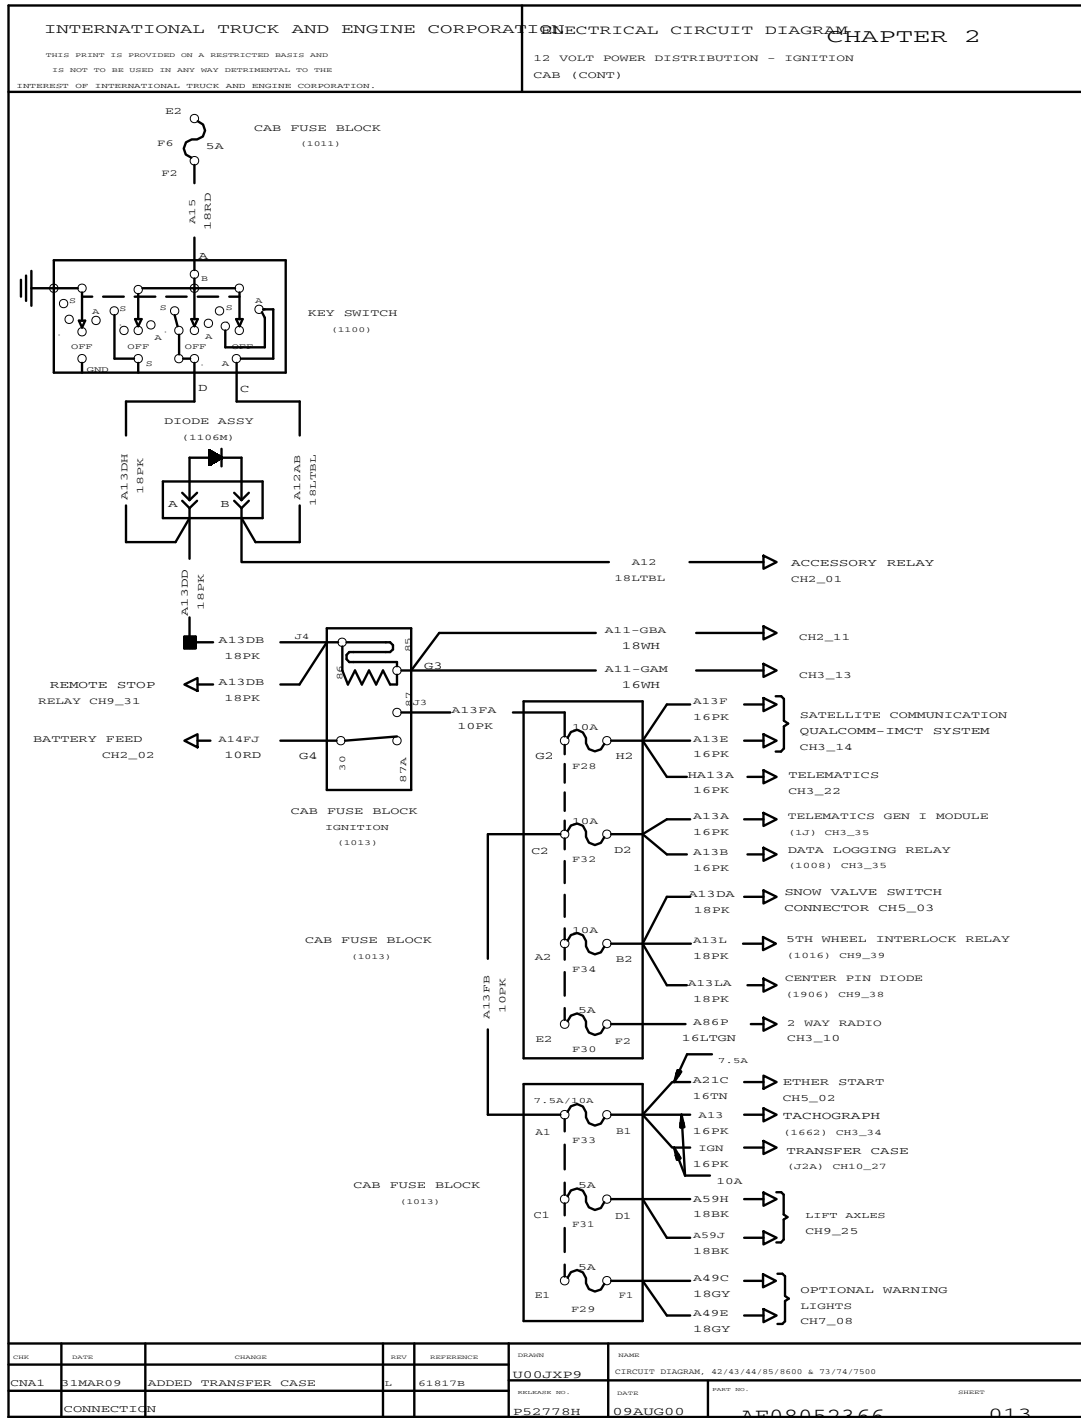 INTERNATIONAL TRUCK AND ENGINE CORPORATION
THIS PRINT IS PROVIDED ON A RESTRICTED BASIS AND
IS NOT TO BE USED IN ANY WAY DETRIMENTAL TO THE
INTEREST OF INTERNATIONAL TRUCK AND ENGINE CORPORATION.
ELECTRICAL CIRCUIT DIAGRAM
CHAPTER 2
12 VOLT POWER DISTRIBUTION - IGNITION
CAB (CONT)
E2
F6
5A
F2
CAB FUSE BLOCK
(1011)
A15
18RD
A
B
S
A
S
A
S
A
S
A
OFF
OFF
OFF
OFF
GND
S
A
KEY SWITCH
(1100)
D
C
DIODE ASSY
(1106M)
A13DH
18PK
A12AB
18LTBL
A
B
A12
18LTBL
ACCESSORY RELAY
CH2_01
A13DD
18PK
A13DB
18PK
J4
85
86
G3
A11-GBA
18WH
CH2_11
A11-GAM
16WH
CH3_13
REMOTE STOP
RELAY CH9_31
A13DB
18PK
87
J3
A13FA
10PK
BATTERY FEED
CH2_02
A14FJ
10RD
G4
30
87A
CAB FUSE BLOCK
IGNITION
(1013)
10A
G2
F28
H2
A13F
16PK
A13E
16PK
SATELLITE COMMUNICATION
QUALCOMM-IMCT SYSTEM
CH3_14
HA13A
16PK
TELEMATICS
CH3_22
10A
C2
F32
D2
A13A
16PK
TELEMATICS GEN I MODULE
(1J) CH3_35
A13B
16PK
DATA LOGGING RELAY
(1008) CH3_35
A13DA
18PK
SNOW VALVE SWITCH
CONNECTOR CH5_03
CAB FUSE BLOCK
(1013)
10A
A2
F34
B2
A13L
18PK
5TH WHEEL INTERLOCK RELAY
(1016) CH9_39
A13LA
18PK
CENTER PIN DIODE
(1906) CH9_38
A13FB
10PK
5A
E2
F30
F2
A86P
16LTGN
2 WAY RADIO
CH3_10
7.5A
A21C
16TN
ETHER START
CH5_02
7.5A/10A
A1
F33
B1
A13
16PK
TACHOGRAPH
(1662) CH3_34
IGN
16PK
TRANSFER CASE
(J2A) CH10_27
10A
CAB FUSE BLOCK
(1013)
5A
C1
F31
D1
A59H
18BK
A59J
18BK
LIFT AXLES
CH9_25
5A
E1
F29
F1
A49C
18GY
A49E
18GY
OPTIONAL WARNING
LIGHTS
CH7_08
CHK DATE CHANGE REV REFERENCE
CNA1 31MAR09 ADDED TRANSFER CASE L 61817B
CONNECTION
DRAWN
U00JXP9
NAME
CIRCUIT DIAGRAM, 42/43/44/85/8600 & 73/74/7500
RELEASE NO.
P52778H
DATE
09AUG00
PART NO.
AF08052366
SHEET
013